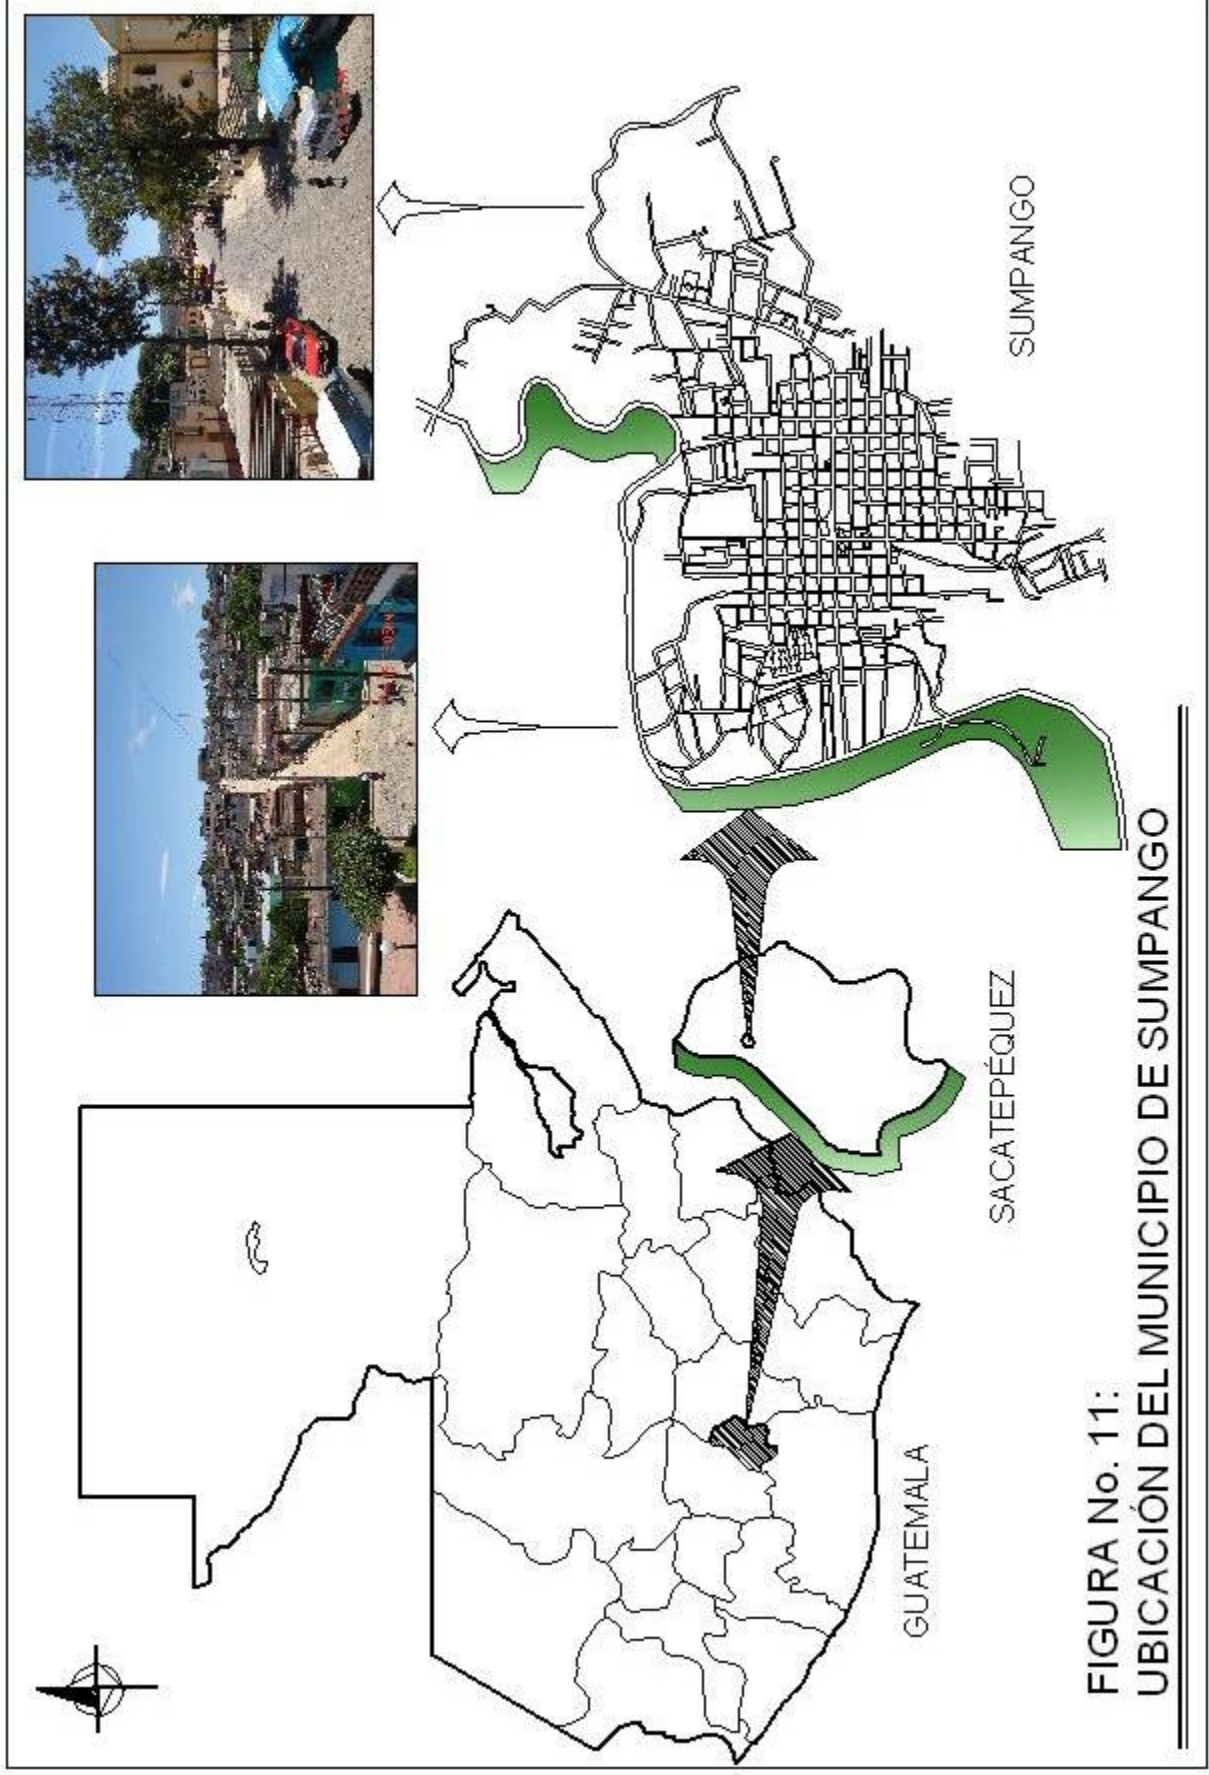 GUATEMALA
SACATEPÉQUEZ
SUMPANGO
FIGURA No. 11:
UBICACIÓN DEL MUNICIPIO DE SUMPANGO